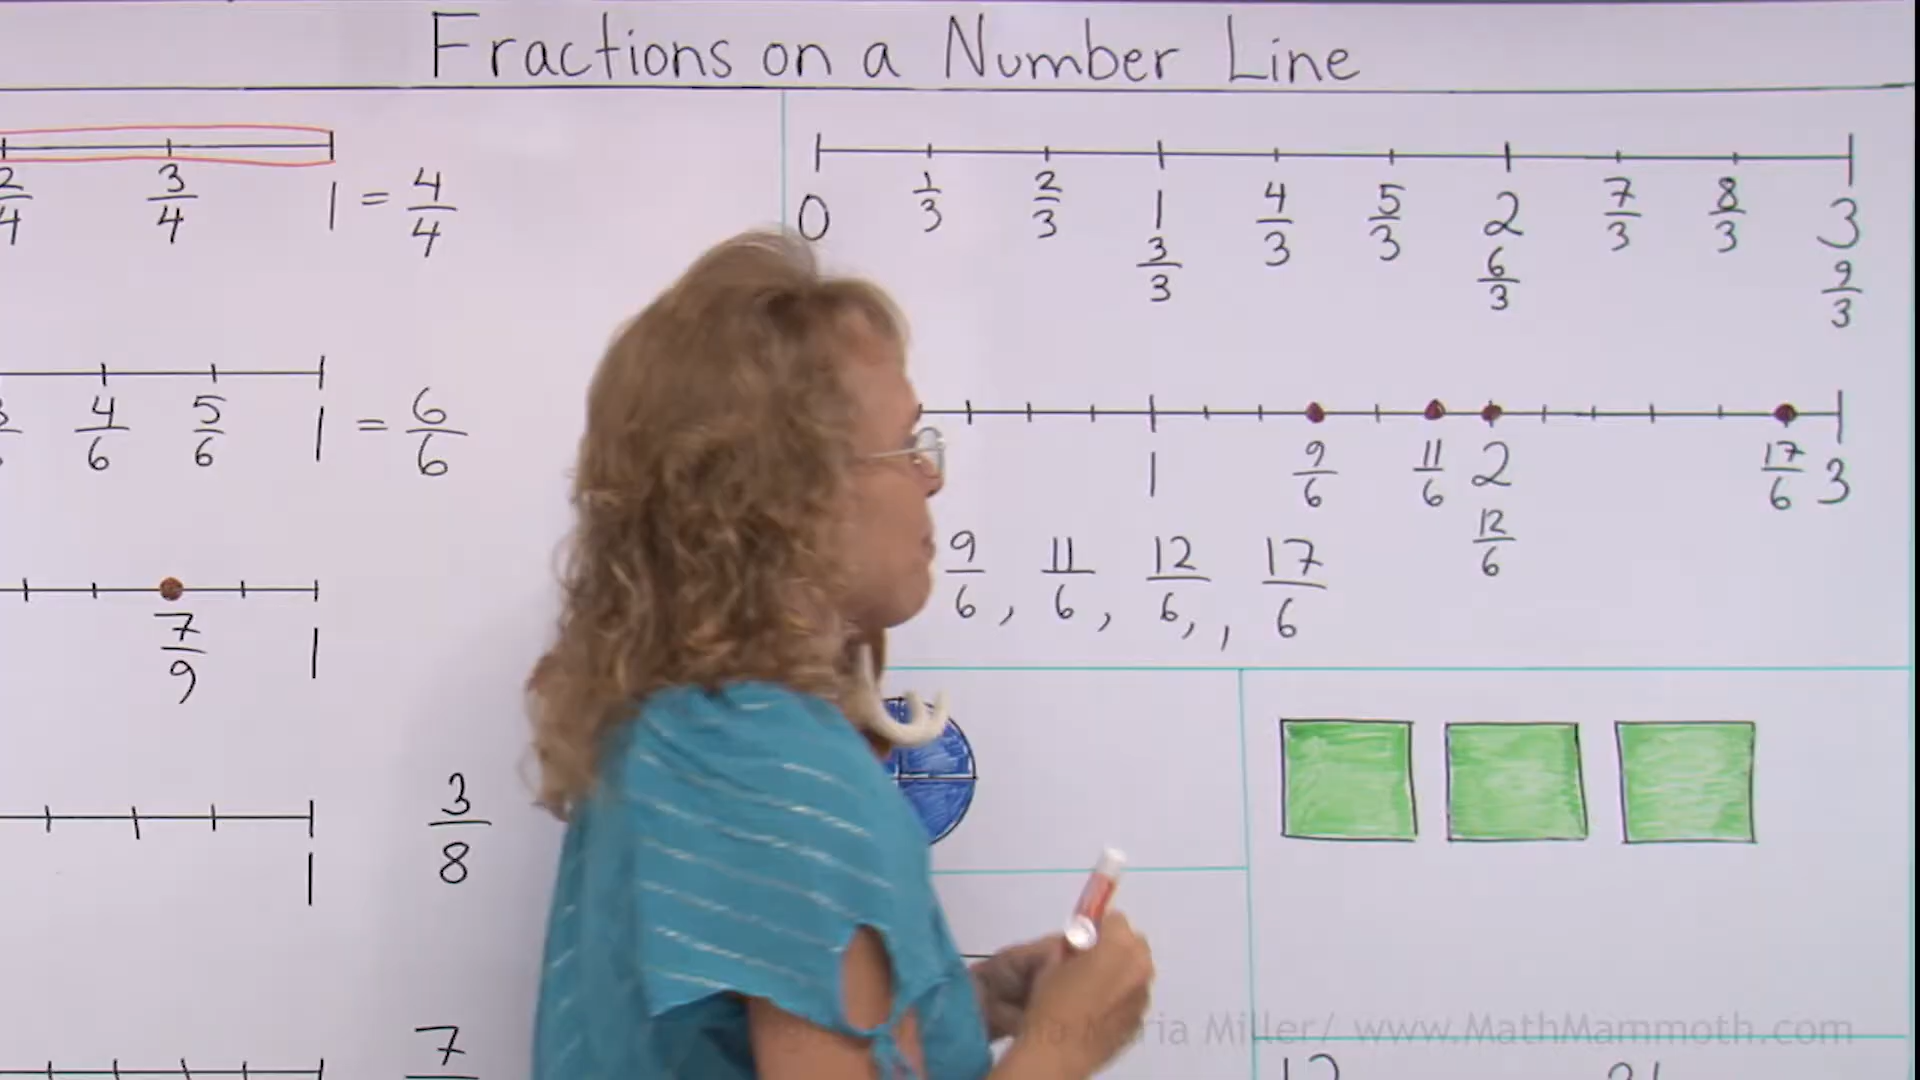 Fractions on a Number Line
2/4 3/4 1 = 4/4
4/6 5/6 1 = 6/6
7/9 1
1 3/8
7
0 1/3 2/3 1 4/3 5/3 2 7/3 8/3 3
3/3 6/3 9/3
1 9/6 11/6 2 17/6 3
12/6
9/6, 11/6, 12/6,, 17/6
Maria Miller/ www.MathMammoth.com